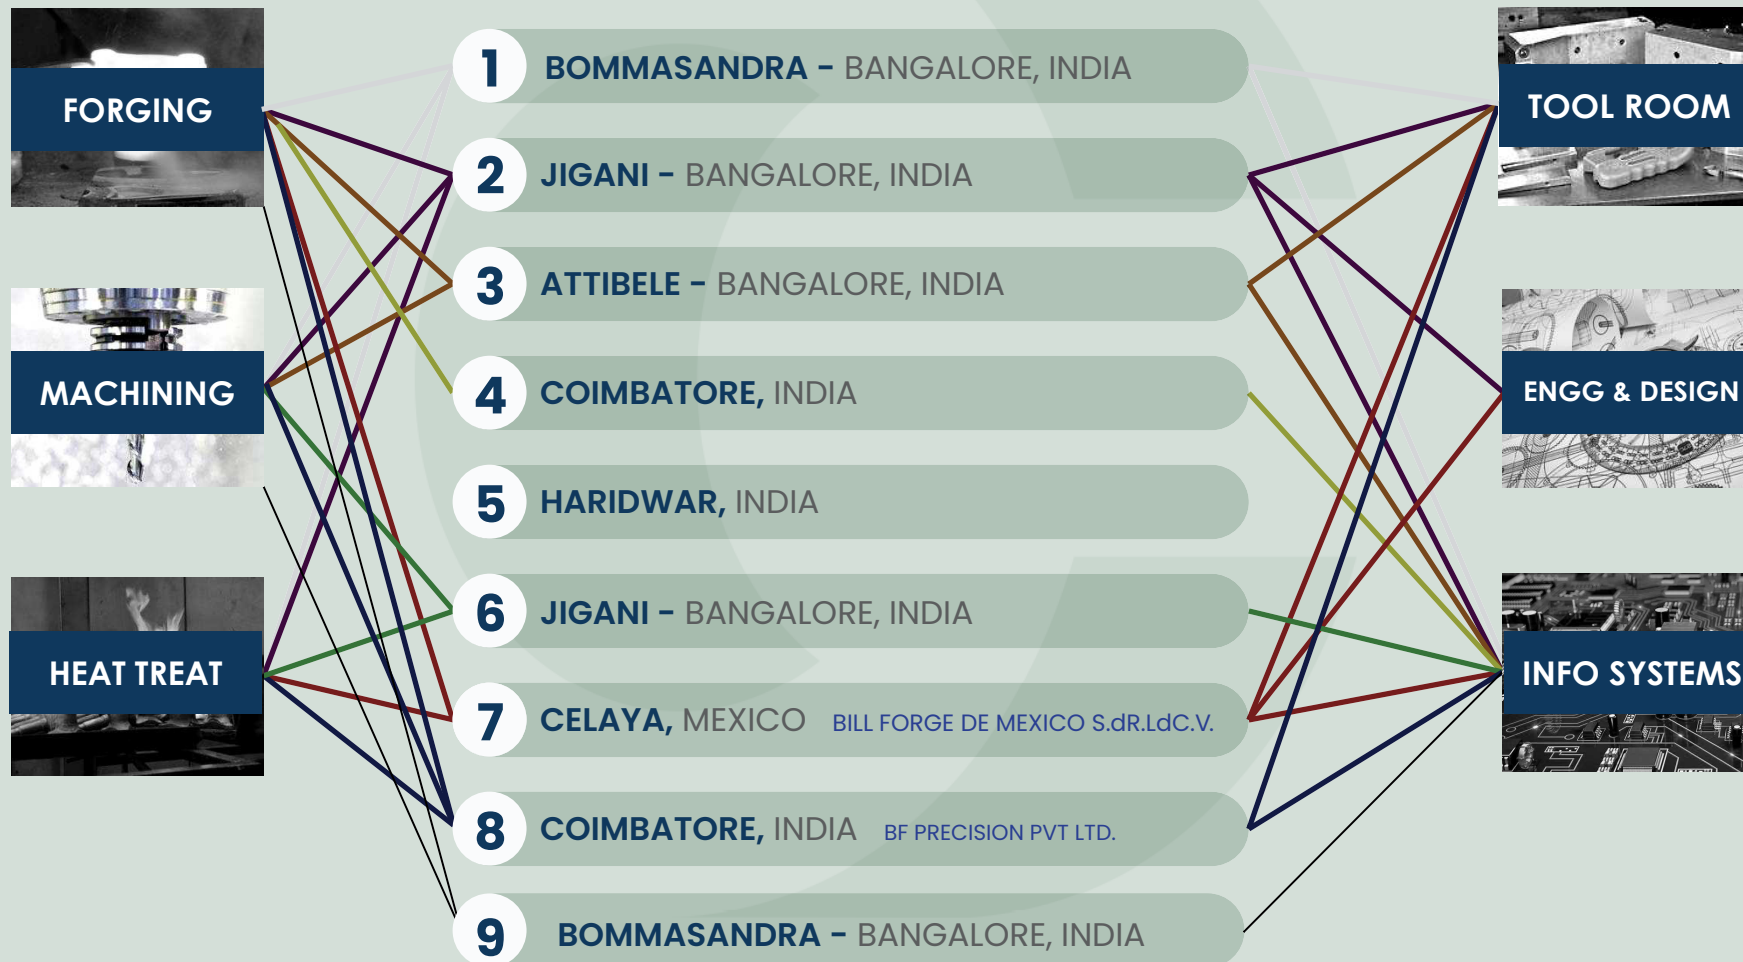 FORGING
MACHINING
HEAT TREAT
1 BOMMASANDRA - BANGALORE, INDIA
2 JIGANI - BANGALORE, INDIA
3 ATTIBELE - BANGALORE, INDIA
4 COIMBATORE, INDIA
5 HARIDWAR, INDIA
6 JIGANI - BANGALORE, INDIA
7 CELAYA, MEXICO BILL FORGE DE MEXICO S.dR.LdC.V.
8 COIMBATORE, INDIA BF PRECISION PVT LTD.
9 BOMMASANDRA - BANGALORE, INDIA
TOOL ROOM
ENGG & DESIGN
INFO SYSTEMS